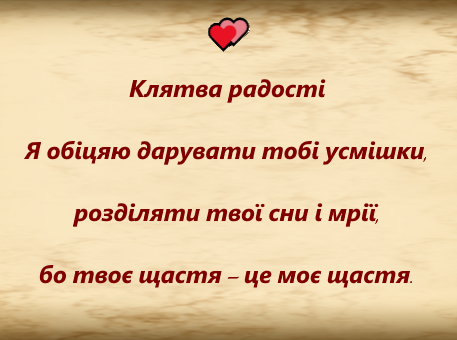 Клятва радості
Я обіцяю дарувати тобі усмішки,
розділяти твої сни і мрії,
бо твоє щастя – це моє щастя.